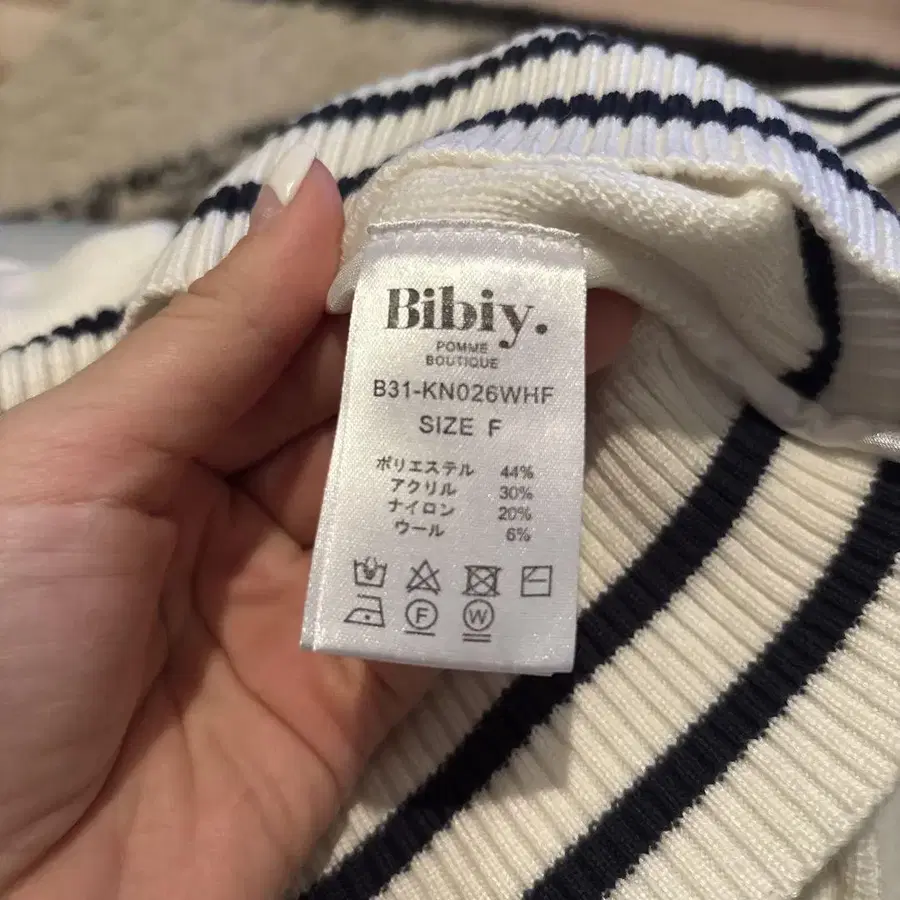 Bibiy.
POMME
BOUTIQUE
B31-KN026WHF
SIZE F
ポリエステル 44%
アクリル 30%
ナイロン 20%
ウール 6%
F W